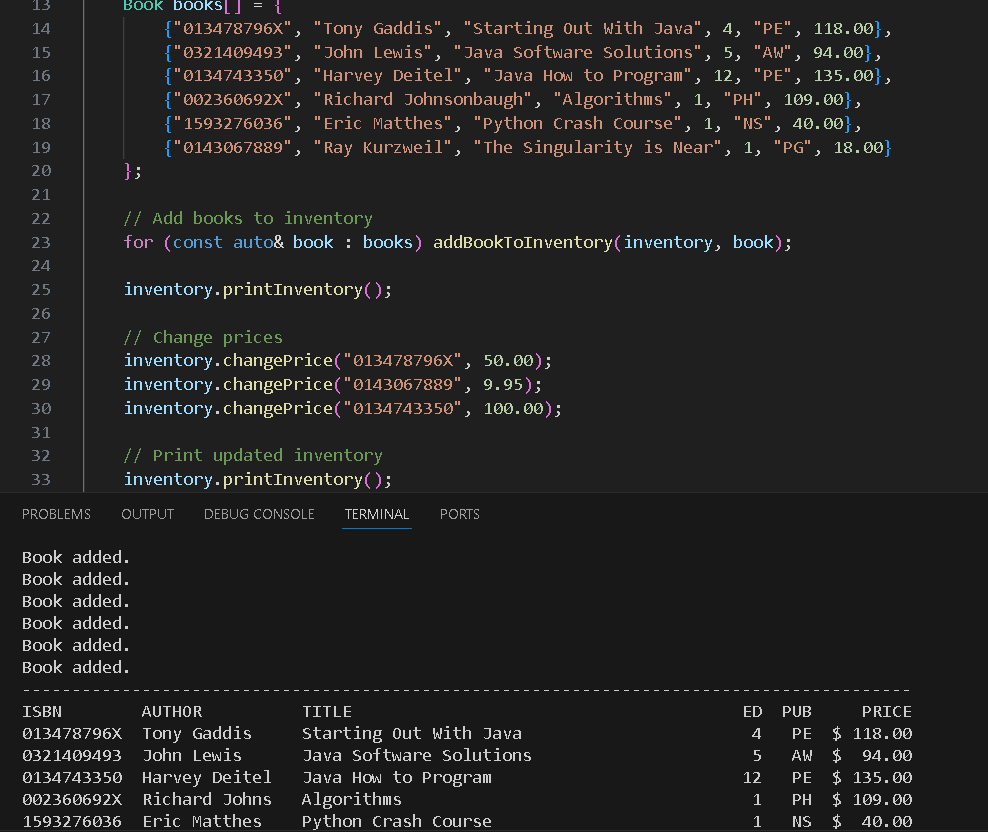 13 Book books[] = {
14 {"013478796X", "Tony Gaddis", "Starting Out With Java", 4, "PE", 118.00},
15 {"0321409493", "John Lewis", "Java Software Solutions", 5, "AW", 94.00},
16 {"0134743350", "Harvey Deitel", "Java How to Program", 12, "PE", 135.00},
17 {"002360692X", "Richard Johnsonbaugh", "Algorithms", 1, "PH", 109.00},
18 {"1593276036", "Eric Matthes", "Python Crash Course", 1, "NS", 40.00},
19 {"0143067889", "Ray Kurzweil", "The Singularity is Near", 1, "PG", 18.00}
20 };
21
22 // Add books to inventory
23 for (const auto& book : books) addBookToInventory(inventory, book);
24
25 inventory.printInventory();
26
27 // Change prices
28 inventory.changePrice("013478796X", 50.00);
29 inventory.changePrice("0143067889", 9.95);
30 inventory.changePrice("0134743350", 100.00);
31
32 // Print updated inventory
33 inventory.printInventory();
PROBLEMS OUTPUT DEBUG CONSOLE TERMINAL PORTS
Book added.
Book added.
Book added.
Book added.
Book added.
Book added.
-----------------------------------------------------------------------------------------
ISBN AUTHOR TITLE ED PUB PRICE
013478796X Tony Gaddis Starting Out With Java 4 PE $ 118.00
0321409493 John Lewis Java Software Solutions 5 AW $ 94.00
0134743350 Harvey Deitel Java How to Program 12 PE $ 135.00
002360692X Richard Johns Algorithms 1 PH $ 109.00
1593276036 Eric Matthes Python Crash Course 1 NS $ 40.00